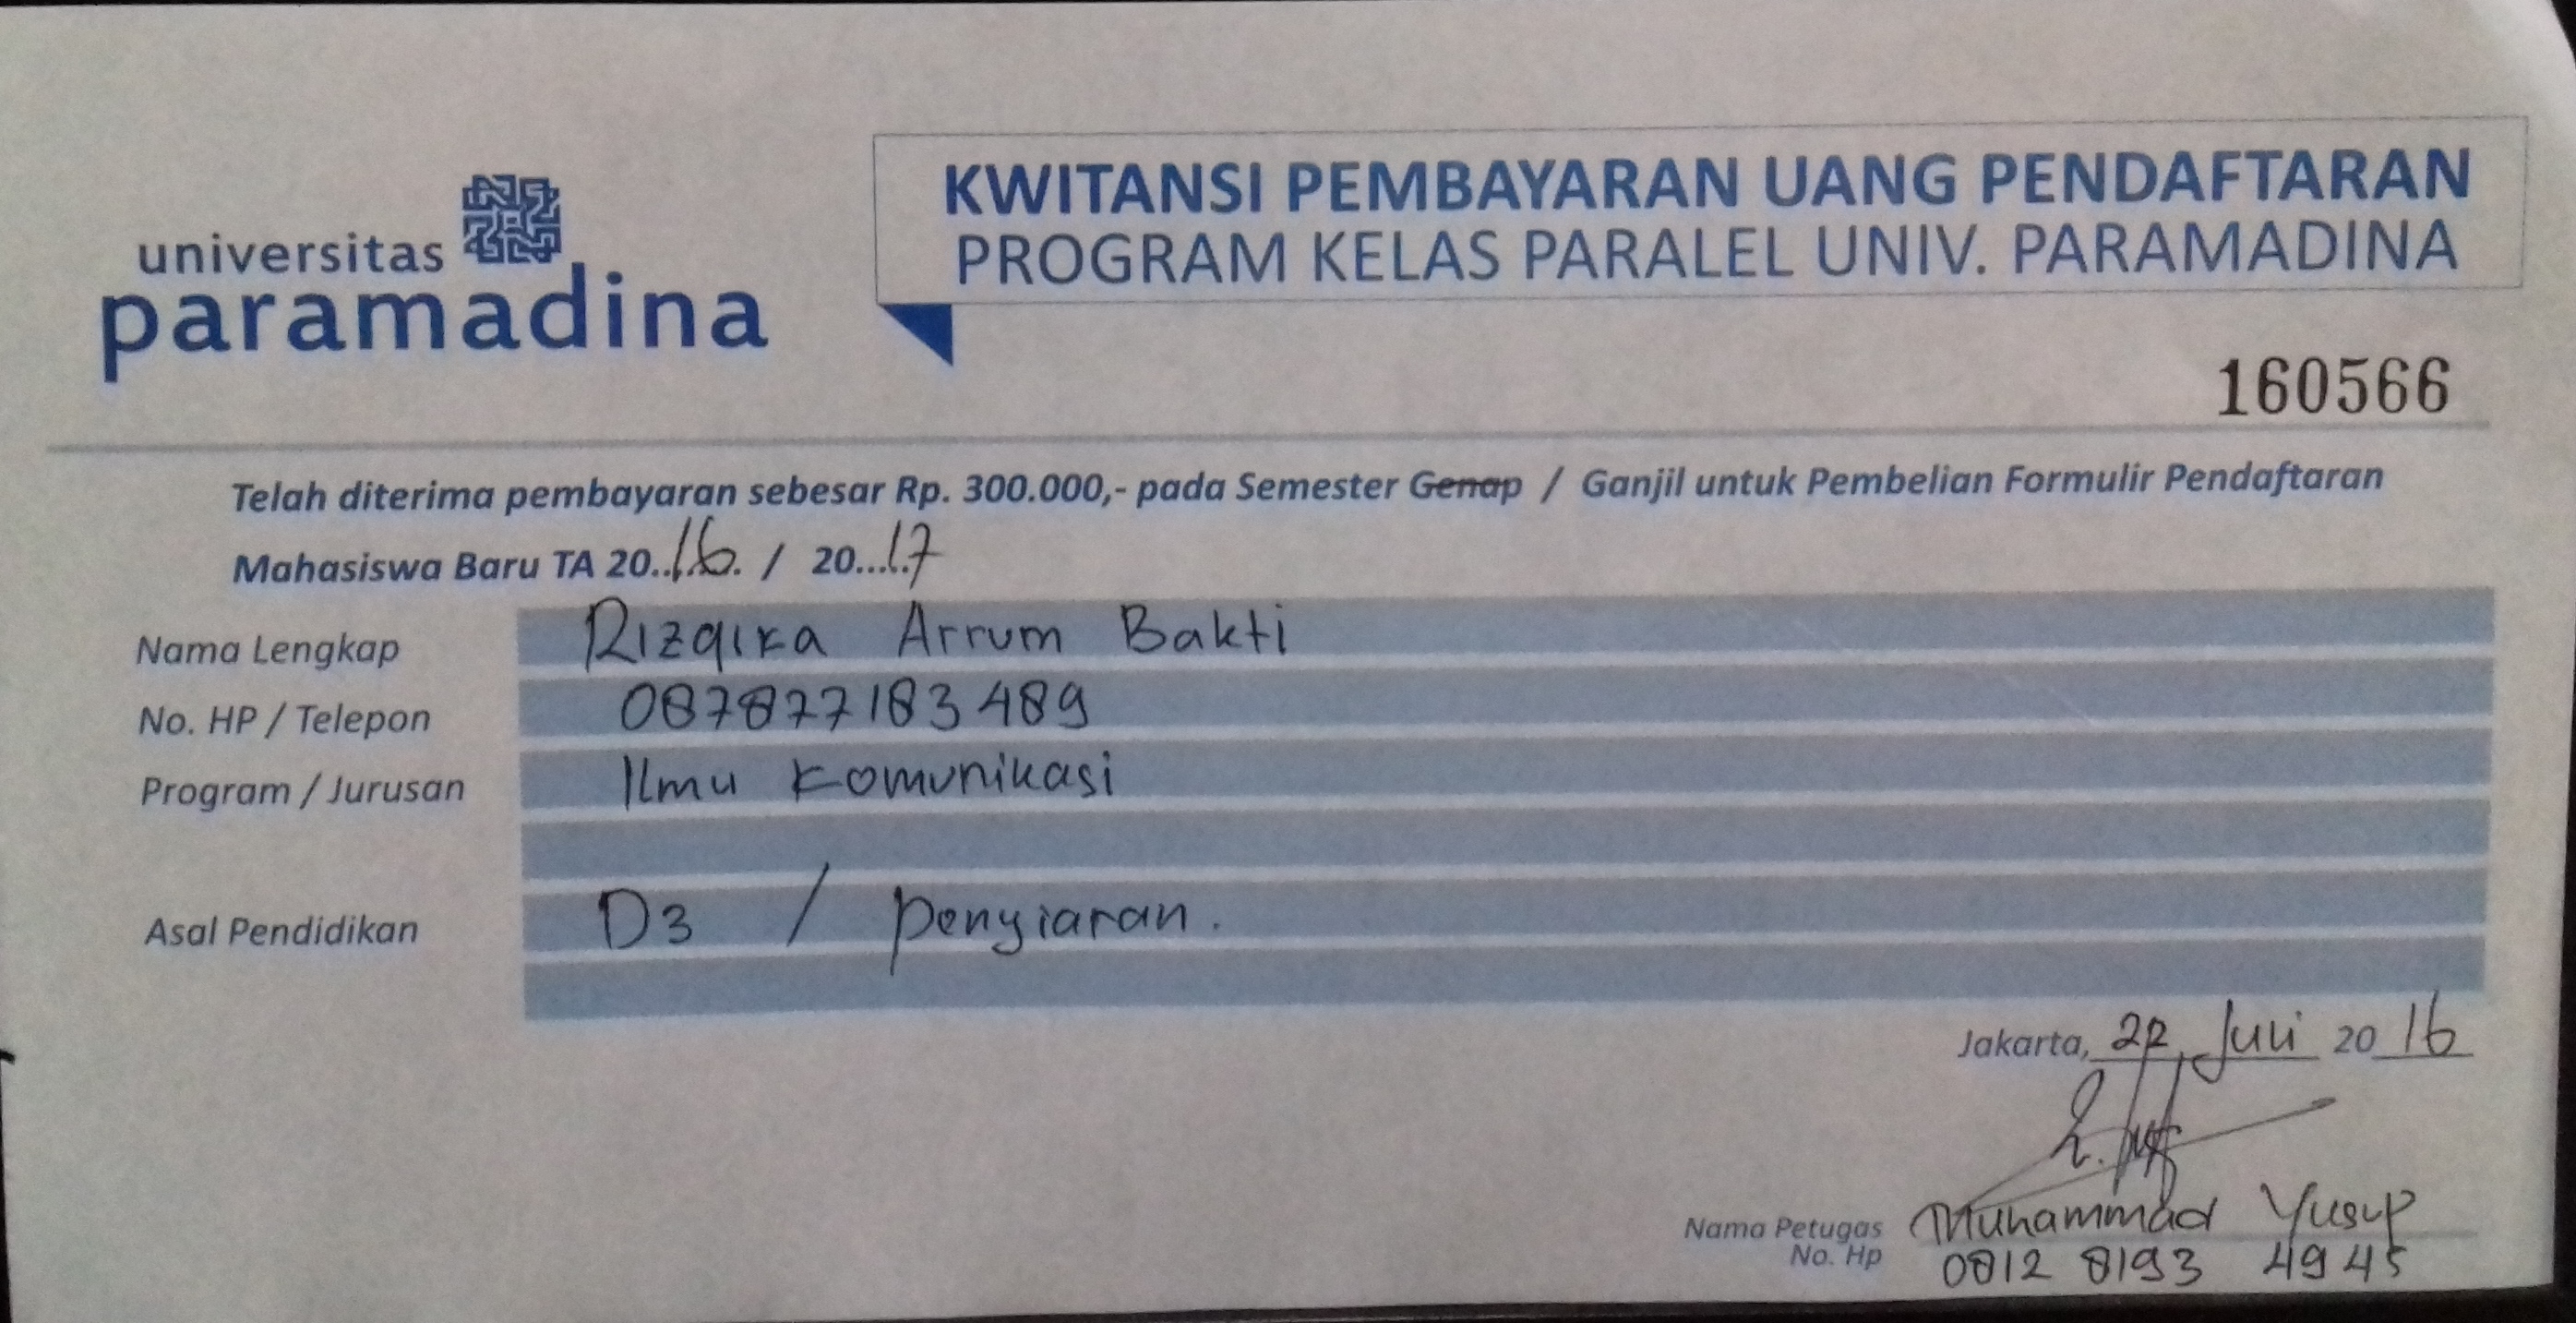 universitas
paramadina
KWITANSI PEMBAYARAN UANG PENDAFTARAN
PROGRAM KELAS PARALEL UNIV. PARAMADINA
160566
Telah diterima pembayaran sebesar Rp. 300.000,- pada Semester Genap / Ganjil untuk Pembelian Formulir Pendaftaran
Mahasiswa Baru TA 20..16. / 20...17
Nama Lengkap Rizqika Arrum Bakti
No. HP / Telepon 087877183489
Program / Jurusan Ilmu Komunikasi
Asal Pendidikan D3 / Penyiaran.
Jakarta, 22, Juli 20 16
Nama Petugas Muhammad Yusup
No. Hp 0812 8193 4945